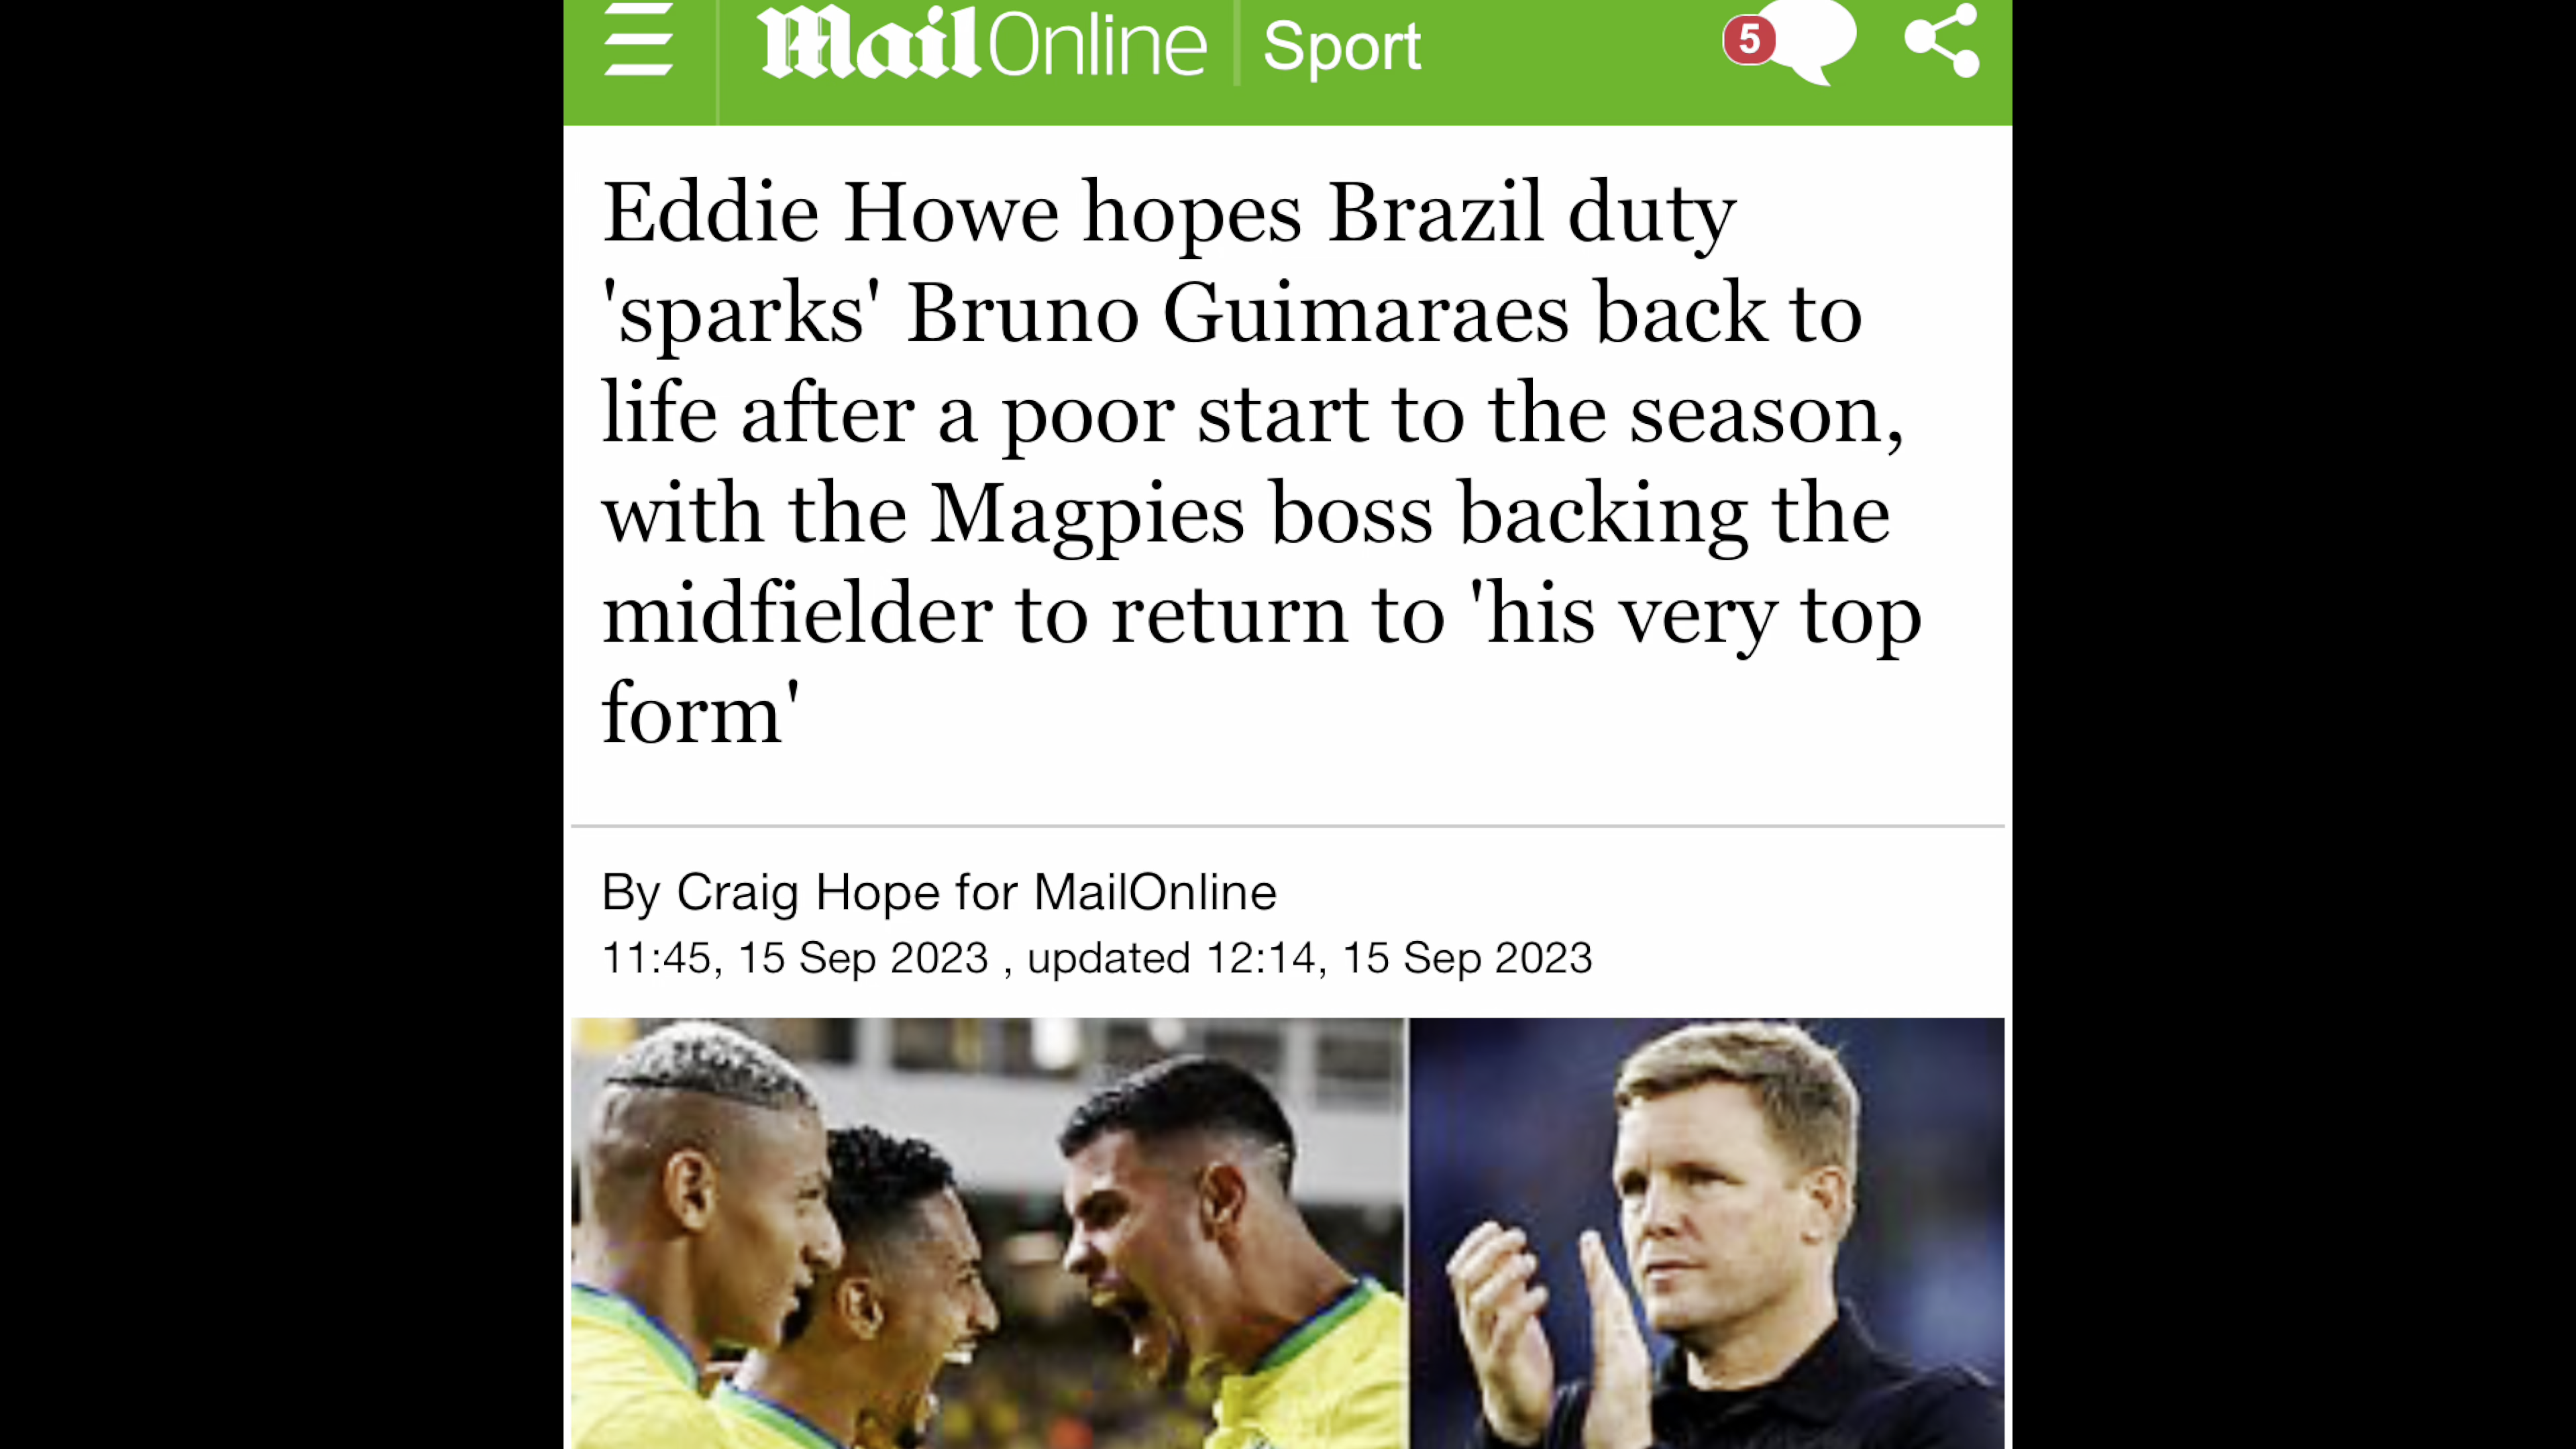 Mail Online Sport 5
Eddie Howe hopes Brazil duty
'sparks' Bruno Guimaraes back to
life after a poor start to the season,
with the Magpies boss backing the
midfielder to return to 'his very top
form'
By Craig Hope for MailOnline
11:45, 15 Sep 2023 , updated 12:14, 15 Sep 2023